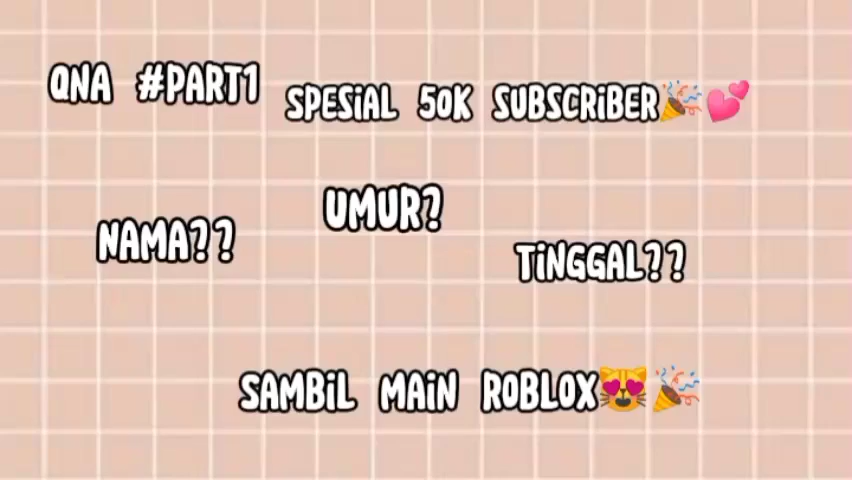 QNA #PART1
SPESIAL 50K SUBSCRIBER🎉💕
UMUR?
NAMA??
TINGGAL??
SAMBIL MAIN ROBLOX😻🎉